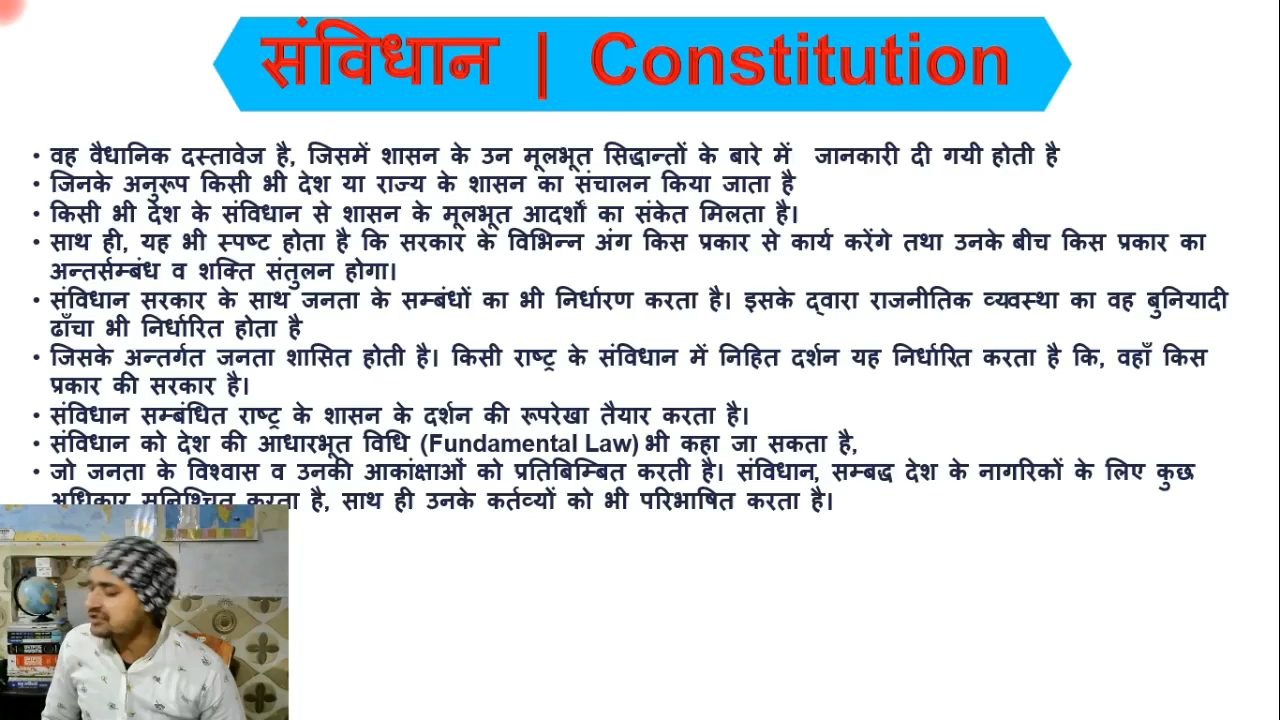 संविधान | Constitution
• वह वैधानिक दस्तावेज है, जिसमें शासन के उन मूलभूत सिद्धान्तों के बारे में जानकारी दी गयी होती है
• जिनके अनुरूप किसी भी देश या राज्य के शासन का संचालन किया जाता है
• किसी भी देश के संविधान से शासन के मूलभूत आदर्शों का संकेत मिलता है।
• साथ ही, यह भी स्पष्ट होता है कि सरकार के विभिन्न अंग किस प्रकार से कार्य करेंगे तथा उनके बीच किस प्रकार का
अन्तर्सम्बंध व शक्ति संतुलन होगा।
• संविधान सरकार के साथ जनता के सम्बंधों का भी निर्धारण करता है। इसके द्वारा राजनीतिक व्यवस्था का वह बुनियादी
ढाँचा भी निर्धारित होता है
• जिसके अन्तर्गत जनता शासित होती है। किसी राष्ट्र के संविधान में निहित दर्शन यह निर्धारित करता है कि, वहाँ किस
प्रकार की सरकार है।
• संविधान सम्बंधित राष्ट्र के शासन के दर्शन की रूपरेखा तैयार करता है।
• संविधान को देश की आधारभूत विधि (Fundamental Law) भी कहा जा सकता है,
• जो जनता के विश्वास व उनकी आकांक्षाओं को प्रतिबिम्बित करती है। संविधान, सम्बद्ध देश के नागरिकों के लिए कुछ
अधिकार सुनिश्चित करता है, साथ ही उनके कर्तव्यों को भी परिभाषित करता है।